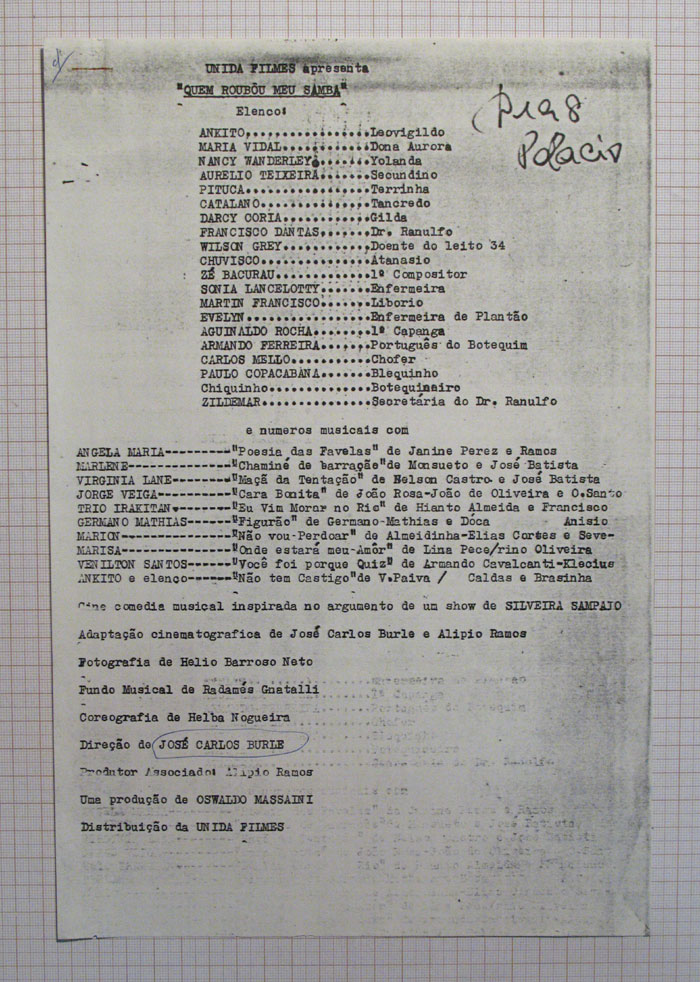 UNIDA FILMES apresenta
"QUEM ROUBÔU MEU SAMBA"
Elenco:
ANKITO,.................Leovigildo
MARIA VIDAL.............Dona Aurora
NANCY WANDERLEY.........Yolanda
AURELIO TEIXEIRA........Secundino
PITUCA..................Terrinha
CATALANO................Tancredo
DARCY CORIA.............Gilda
FRANCISCO DANTAS........Dr. Ranulfo
WILSON GREY.............Doente do leito 34
CHUVISCO................Atanasio
ZÉ BACURAU..............1º Compositor
SONIA LANCELOTTY........Enfermeira
MARTIN FRANCISCO........Liborio
EVELYN..................Enfermeira de Plantão
AGUINALDO ROCHA.........1º Capanga
ARMANDO FERREIRA........Português do Botequim
CARLOS MELLO............Chofer
PAULO COPACABÀNA........Blequinho
Chiquinho...............Botequineiro
ZILDEMAR................Secretária do Dr. Ranulfo
e numeros musicais com
ANGELA MARIA---------"Poesia das Favelas" de Janine Perez e Ramos
MARLENE--------------"Chaminé de barração"de Monsueto e José Batista
VIRGINIA LANE--------"Maçã da Tentação" de Nelson Castro e José Batista
JORGE VEIGA----------"Cara Bonita" de João Rosa-João de Oliveira e O.Santo
TRIO IRAKITAN--------"Eu Vim Morar no Rio" de Hianto Almeida e Francisco
GERMANO MATHIAS------"Figurão" de Germano-Mathias e Dóca Anisio
MARION---------------"Não vou-Perdoar" de Almeidinha-Elias Cortes e Seve-
MARISA---------------"Onde estará meu-Amôr" de Lina Pece/rino Oliveira
VENILTON SANTOS------"Você foi porque Quiz" de Armando Cavalcanti-Klecius
ANKITO e elenco------"Não tem Castigo"de V.Paiva / Caldas e Brasinha
Cine comedia musical inspirada no argumento de um show de SILVEIRA SAMPAIO
Adaptação cinematografica de José Carlos Burle e Alipio Ramos
Fotografia de Helio Barroso Neto
Fundo Musical de Radamés Gnatalli
Coreografia de Helba Nogueira
Direção de JOSÉ CARLOS BURLE
Produtor Associado: Alipio Ramos
Uma produção de OSWALDO MASSAINI
Distribuição da UNIDA FILMES
Palacio